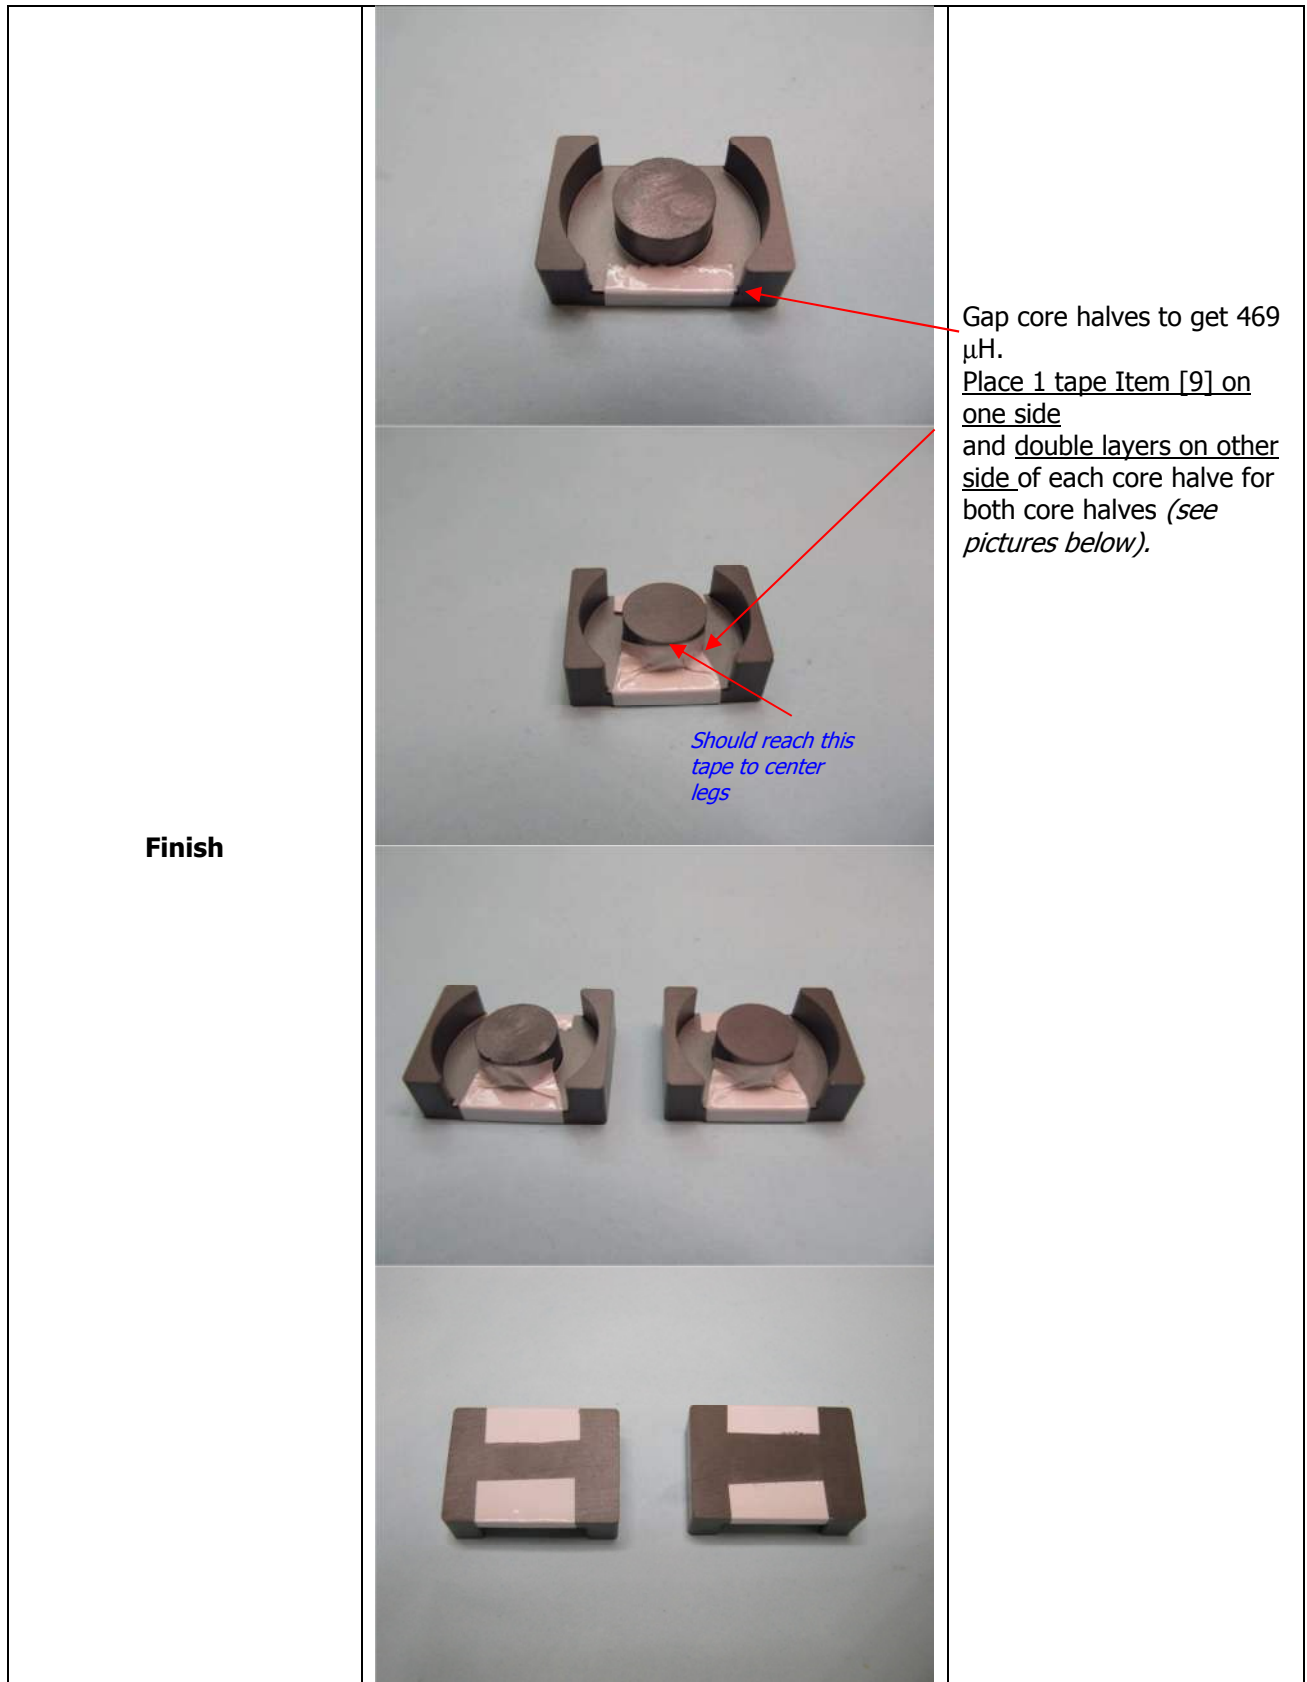 Gap core halves to get 469
μH.
Place 1 tape Item [9] on
one side
and double layers on other
side of each core halve for
both core halves (see
pictures below).
Should reach this
tape to center
legs
Finish